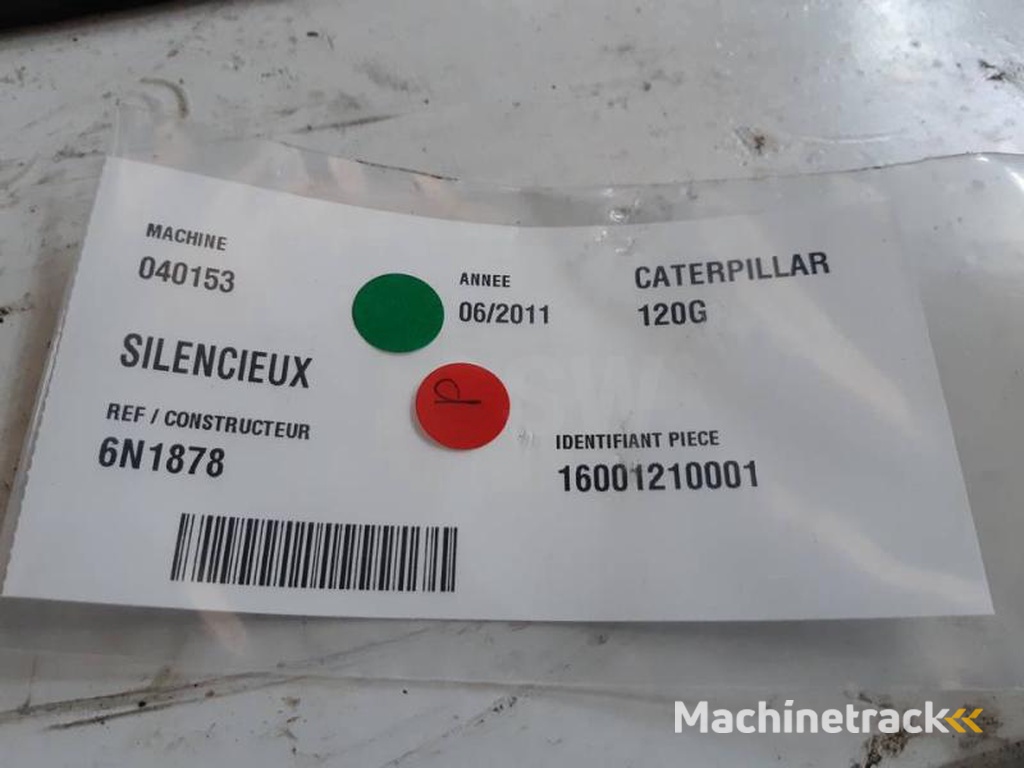 MACHINE
040153
ANNEE
06/2011
CATERPILLAR
120G
SILENCIEUX
REF / CONSTRUCTEUR
6N1878
IDENTIFIANT PIECE
16001210001
Machinetrack